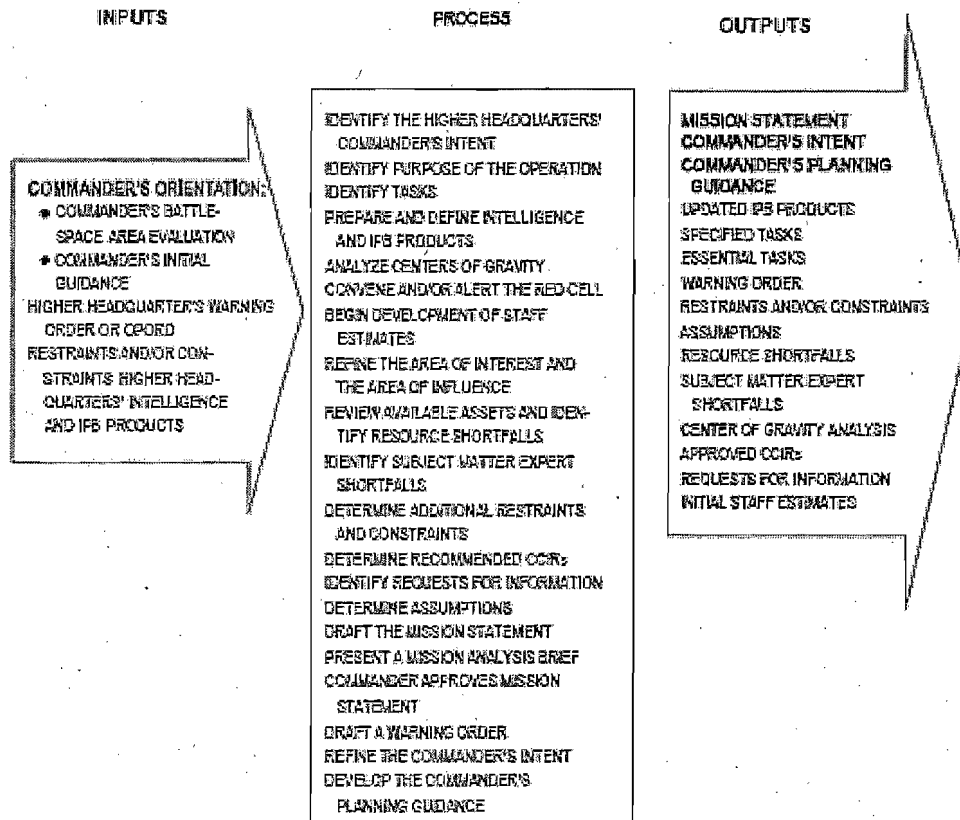 INPUTS
PROCESS
OUTPUTS
COMMANDER'S ORIENTATION:
• COMMANDER'S BATTLE-
SPACE AREA EVALUATION
• COMMANDER'S INITIAL
GUIDANCE
HIGHER HEADQUARTER'S WARNING
ORDER OR OPORD
RESTRAINTS AND/OR CON-
STRAINTS HIGHER HEAD-
QUARTERS' INTELLIGENCE
AND IPB PRODUCTS
IDENTIFY THE HIGHER HEADQUARTERS'
COMMANDER'S INTENT
IDENTIFY PURPOSE OF THE OPERATION
IDENTIFY TASKS
PREPARE AND DEFINE INTELLIGENCE
AND IPB PRODUCTS
ANALYZE CENTERS OF GRAVITY
CONVENE AND/OR ALERT THE RED CELL
BEGIN DEVELOPMENT OF STAFF
ESTIMATES
REFINE THE AREA OF INTEREST AND
THE AREA OF INFLUENCE
REVIEW AVAILABLE ASSETS AND IDEN-
TIFY RESOURCE SHORTFALLS
IDENTIFY SUBJECT MATTER EXPERT
SHORTFALLS
DETERMINE ADDITIONAL RESTRAINTS
AND CONSTRAINTS
DETERMINE RECOMMENDED CCIRs
IDENTIFY REQUESTS FOR INFORMATION
DETERMINE ASSUMPTIONS
DRAFT THE MISSION STATEMENT
PRESENT A MISSION ANALYSIS BRIEF
COMMANDER APPROVES MISSION
STATEMENT
DRAFT A WARNING ORDER
REFINE THE COMMANDER'S INTENT
DEVELOP THE COMMANDER'S
PLANNING GUIDANCE
MISSION STATEMENT
COMMANDER'S INTENT
COMMANDER'S PLANNING
GUIDANCE
UPDATED IPB PRODUCTS
SPECIFIED TASKS
ESSENTIAL TASKS
WARNING ORDER
RESTRAINTS AND/OR CONSTRAINTS
ASSUMPTIONS
RESOURCE SHORTFALLS
SUBJECT MATTER EXPERT
SHORTFALLS
CENTER OF GRAVITY ANALYSIS
APPROVED CCIRs
REQUESTS FOR INFORMATION
INITIAL STAFF ESTIMATES